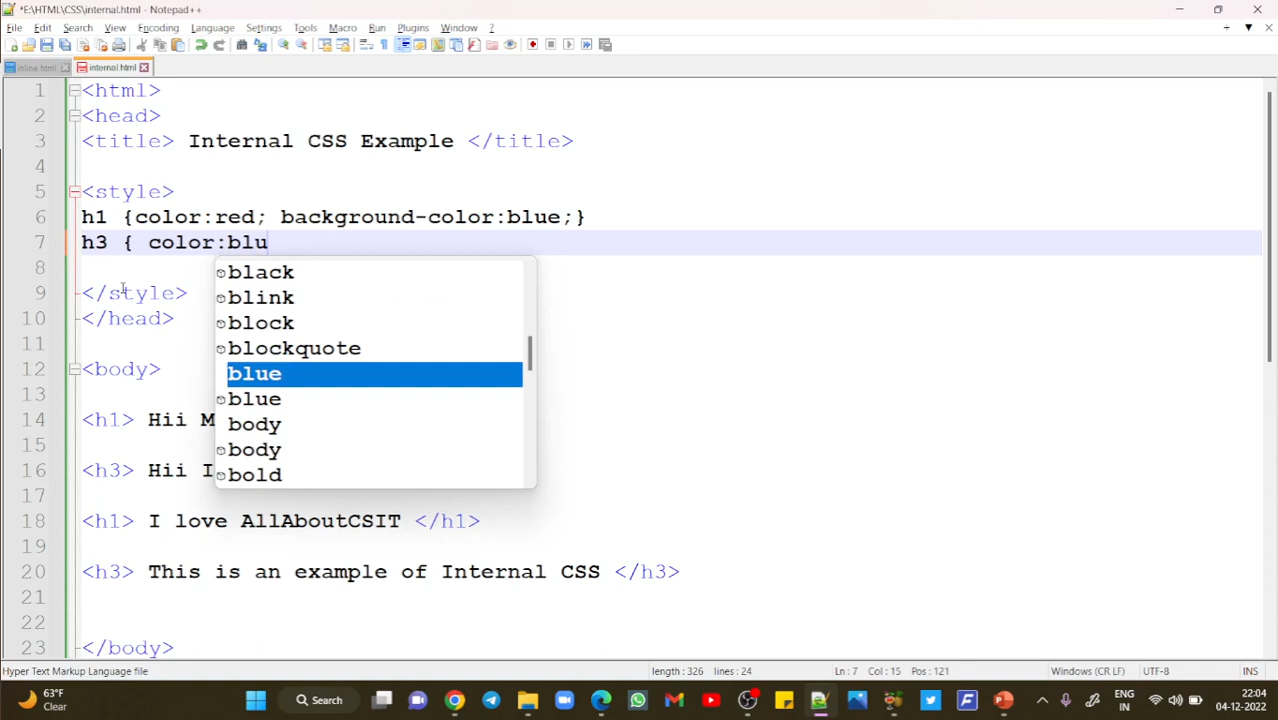 *E:\HTML\CSS\internal.html - Notepad++
File Edit Search View Encoding Language Settings Tools Macro Run Plugins Window ?
inline.html internal.html
1 <html>
2 <head>
3 <title> Internal CSS Example </title>
4
5 <style>
6 h1 {color:red; background-color:blue;}
7 h3 { color:blu
8
9 </style>
10 </head>
11
12 <body>
13
14 <h1> Hii M
15
16 <h3> Hii I
17
18 <h1> I love AllAboutCSIT </h1>
19
20 <h3> This is an example of Internal CSS </h3>
21
22
23 </body>
black
blink
block
blockquote
blue
blue
body
body
bold
Hyper Text Markup Language file length : 326 lines : 24 Ln : 7 Col : 15 Pos : 121 Windows (CR LF) UTF-8 INS
63°F
Clear
Search
ENG
IN
22:04
04-12-2022